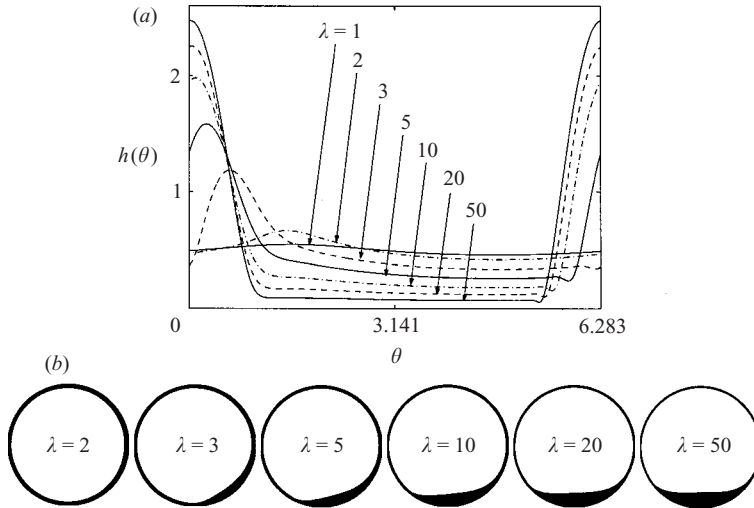 (a)
λ = 1
2
2
3
5
h(θ)
10
1
20
50
0
3.141
6.283
θ
(b)
λ = 2
λ = 3
λ = 5
λ = 10
λ = 20
λ = 50